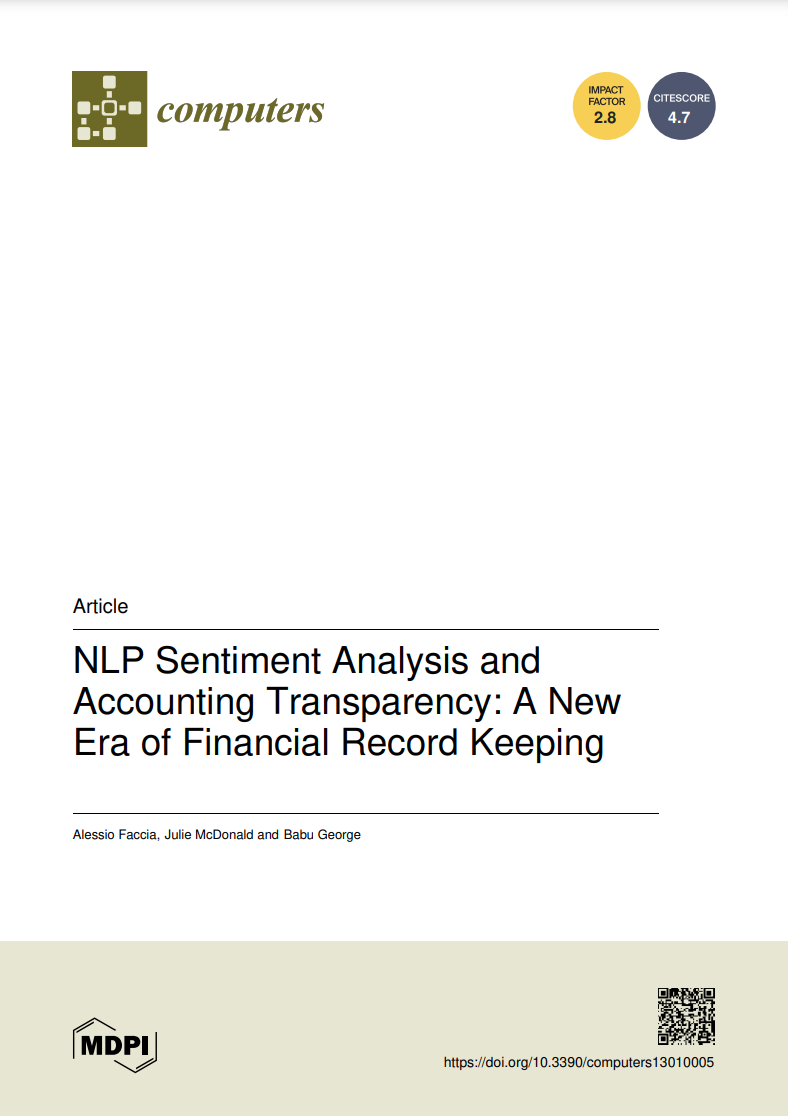 computers
IMPACT
FACTOR
2.8
CITESCORE
4.7
Article
NLP Sentiment Analysis and
Accounting Transparency: A New
Era of Financial Record Keeping
Alessio Faccia, Julie McDonald and Babu George
MDPI
https://doi.org/10.3390/computers13010005